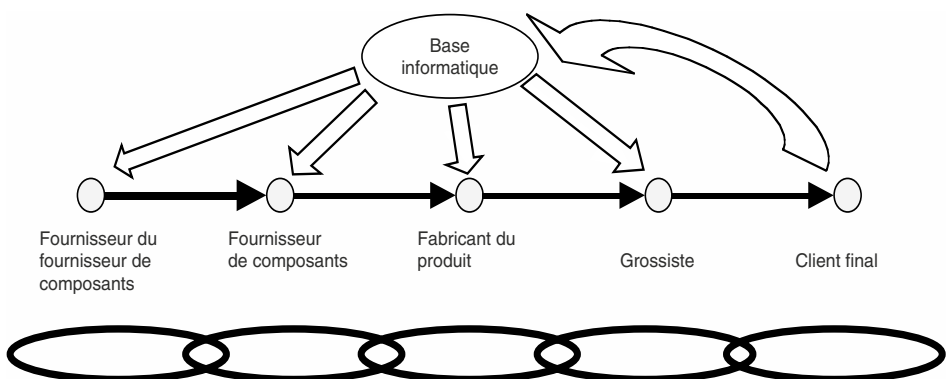 Base
informatique
Fournisseur du
fournisseur de
composants
Fournisseur
de composants
Fabricant du
produit
Grossiste
Client final